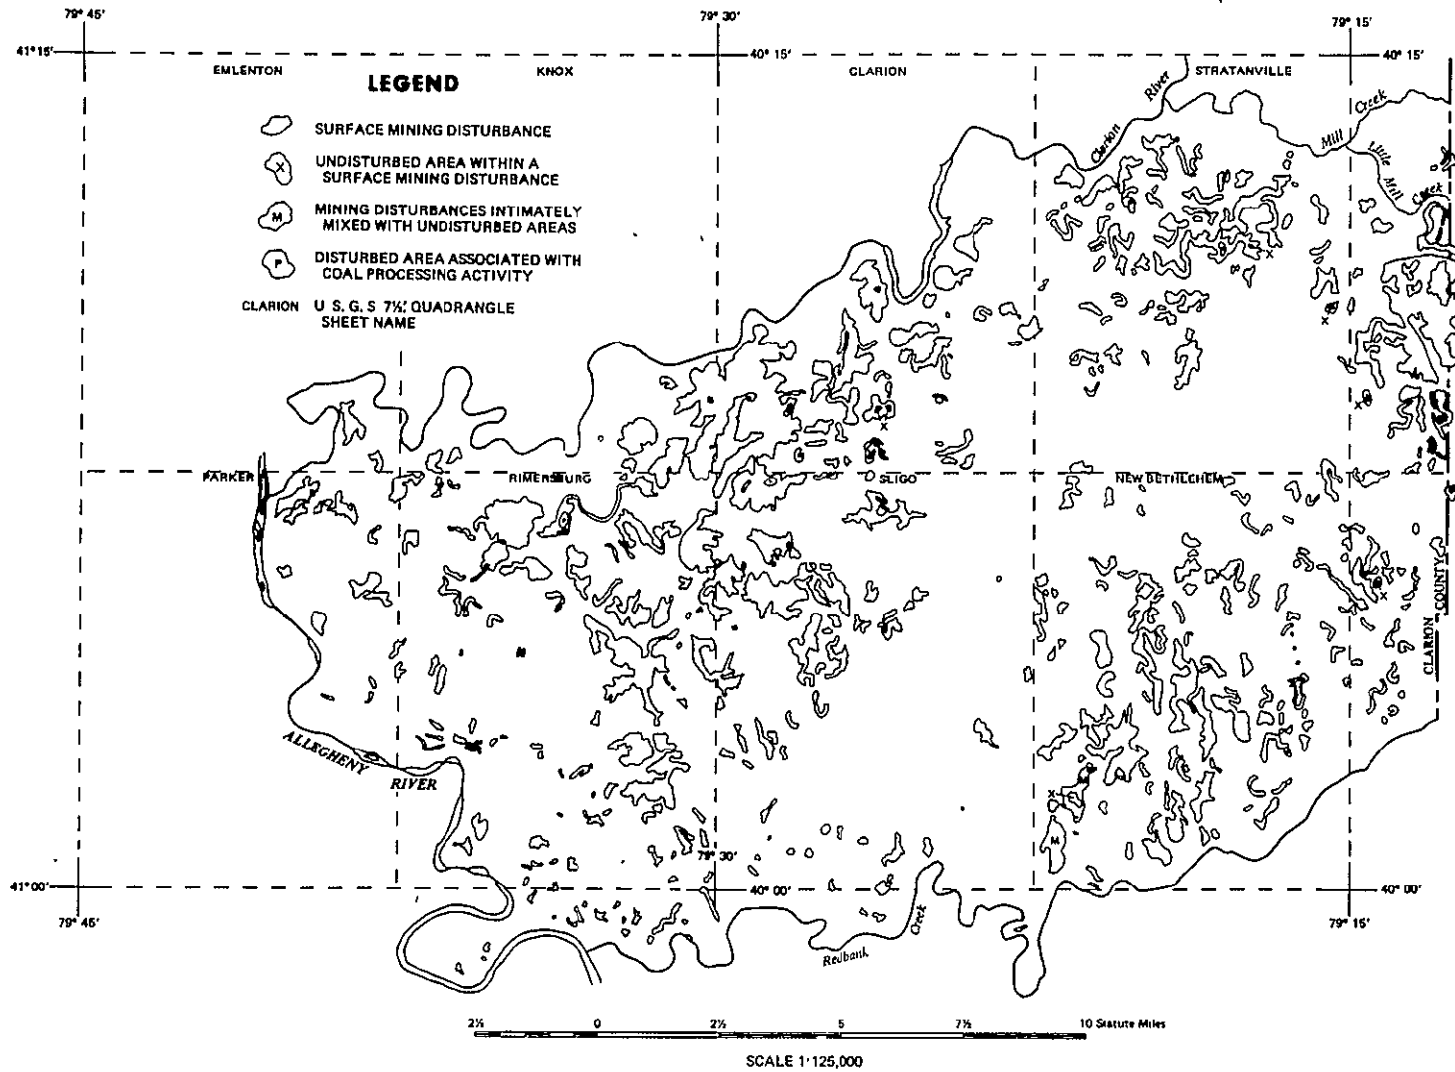 79° 45'
79° 30'
79° 15'
41° 15'
40° 15'
40° 15'
EMLENTON
KNOX
CLARION
STRATANVILLE
LEGEND
SURFACE MINING DISTURBANCE
X
UNDISTURBED AREA WITHIN A
SURFACE MINING DISTURBANCE
M
MINING DISTURBANCES INTIMATELY
MIXED WITH UNDISTURBED AREAS
P
DISTURBED AREA ASSOCIATED WITH
COAL PROCESSING ACTIVITY
CLARION U S. G. S 7½' QUADRANGLE
SHEET NAME
Clarion River
Mill Creek
Little Mill Creek
X
X
X
X
PARKER
RIMERSBURG
SLIGO
NEW BETHLEHEM
X
CLARION COUNTY
ALLEGHENY
RIVER
M
X
M
79° 30'
41° 00'
40° 00'
40° 00'
79° 45'
79° 15'
Redbank Creek
2½ 0 2½ 5 7½ 10 Statute Miles
SCALE 1:125,000